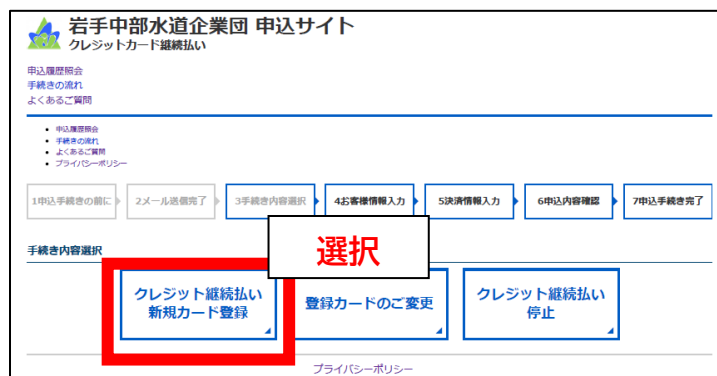 岩手中部水道企業団 申込サイト
クレジットカード継続払い
申込履歴照会
手続きの流れ
よくあるご質問
申込履歴照会
手続きの流れ
よくあるご質問
プライバシーポリシー
1申込手続きの前に
2メール送信完了
3手続き内容選択
4お客様情報入力
5決済情報入力
6申込内容確認
7申込手続き完了
手続き内容選択
選択
クレジット継続払い
新規カード登録
登録カードのご変更
クレジット継続払い
停止
プライバシーポリシー